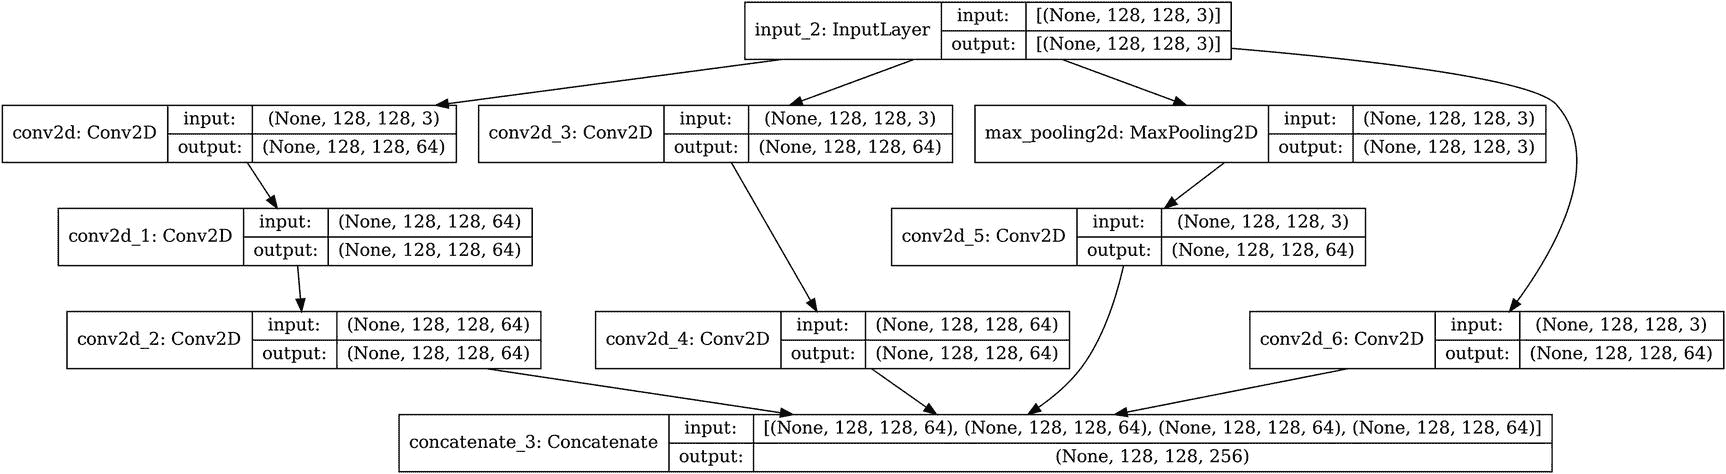 input_2: InputLayer
input: [(None, 128, 128, 3)]
output: [(None, 128, 128, 3)]
conv2d: Conv2D
input: (None, 128, 128, 3)
output: (None, 128, 128, 64)
conv2d_3: Conv2D
input: (None, 128, 128, 3)
output: (None, 128, 128, 64)
max_pooling2d: MaxPooling2D
input: (None, 128, 128, 3)
output: (None, 128, 128, 3)
conv2d_1: Conv2D
input: (None, 128, 128, 64)
output: (None, 128, 128, 64)
conv2d_5: Conv2D
input: (None, 128, 128, 3)
output: (None, 128, 128, 64)
conv2d_2: Conv2D
input: (None, 128, 128, 64)
output: (None, 128, 128, 64)
conv2d_4: Conv2D
input: (None, 128, 128, 64)
output: (None, 128, 128, 64)
conv2d_6: Conv2D
input: (None, 128, 128, 3)
output: (None, 128, 128, 64)
concatenate_3: Concatenate
input: [(None, 128, 128, 64), (None, 128, 128, 64), (None, 128, 128, 64), (None, 128, 128, 64)]
output: (None, 128, 128, 256)